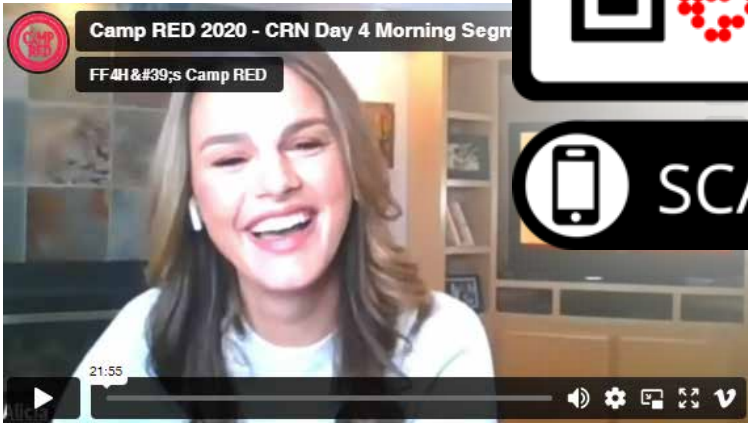 CAMP
RED
Camp RED 2020 - CRN Day 4 Morning Segm
FF4H&#39;s Camp RED
SCA
21:55
Alicia